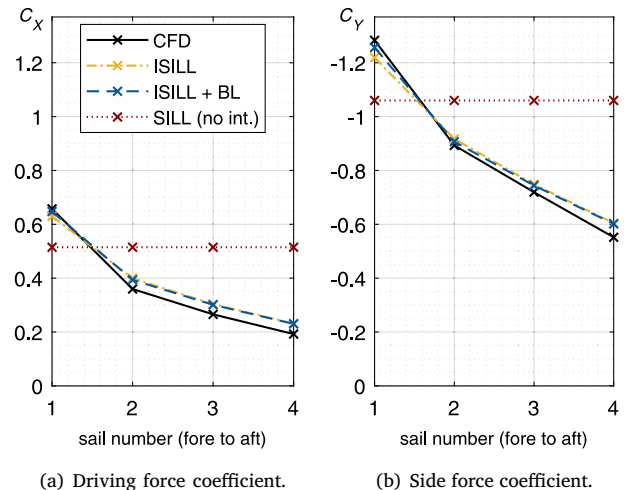 C_X
1.2
1
0.8
0.6
0.4
0.2
0
1 2 3 4
sail number (fore to aft)
CFD
ISILL
ISILL + BL
SILL (no int.)
(a) Driving force coefficient.
C_Y
-1.2
-1
-0.8
-0.6
-0.4
-0.2
0
1 2 3 4
sail number (fore to aft)
(b) Side force coefficient.